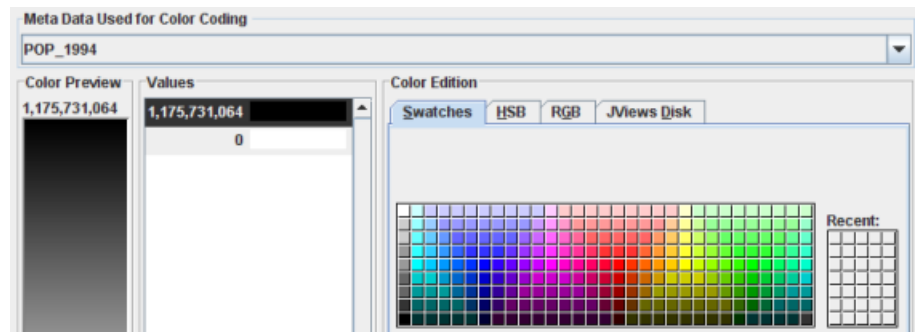 Meta Data Used for Color Coding
POP_1994
Color Preview
1,175,731,064
Values
1,175,731,064
0
Color Edition
Swatches HSB RGB JViews Disk
Recent: